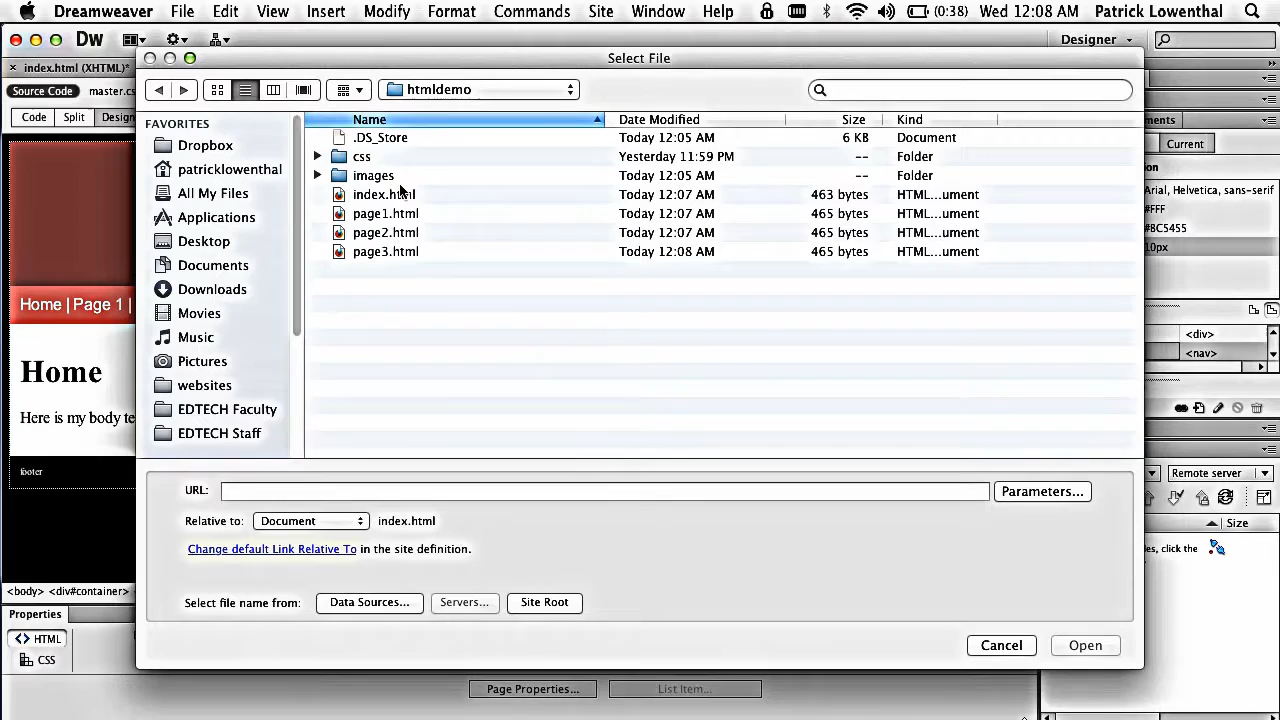 Dreamweaver File Edit View Insert Modify Format Commands Site Window Help (0:38) Wed 12:08 AM Patrick Lowenthal
Dw Designer
index.html (XHTML)* Select File
Source Code master.cs
htmldemo
Code Split Design
ments
FAVORITES
Name Date Modified Size Kind
Dropbox
.DS_Store Today 12:05 AM 6 KB Document
Current
css Yesterday 11:59 PM -- Folder
patricklowenthal
images Today 12:05 AM -- Folder
ion
All My Files
index.html Today 12:07 AM 463 bytes HTML...ument
Arial, Helvetica, sans-serif
Applications
page1.html Today 12:07 AM 465 bytes HTML...ument
#FFF
page2.html Today 12:07 AM 465 bytes HTML...ument
#8C5455
Desktop
page3.html Today 12:08 AM 465 bytes HTML...ument
10px
Documents
Downloads
Home | Page 1 |
Movies
Music
<div>
<nav>
Home
Pictures
websites
Here is my body te
EDTECH Faculty
EDTECH Staff
footer
URL: Parameters...
Remote server
Relative to: Document index.html
Size
Change default Link Relative To in the site definition.
es, click the
<body> <div#container>
Select file name from: Data Sources... Servers... Site Root
Properties
<> HTML
CSS
Cancel Open
Page Properties... List Item...